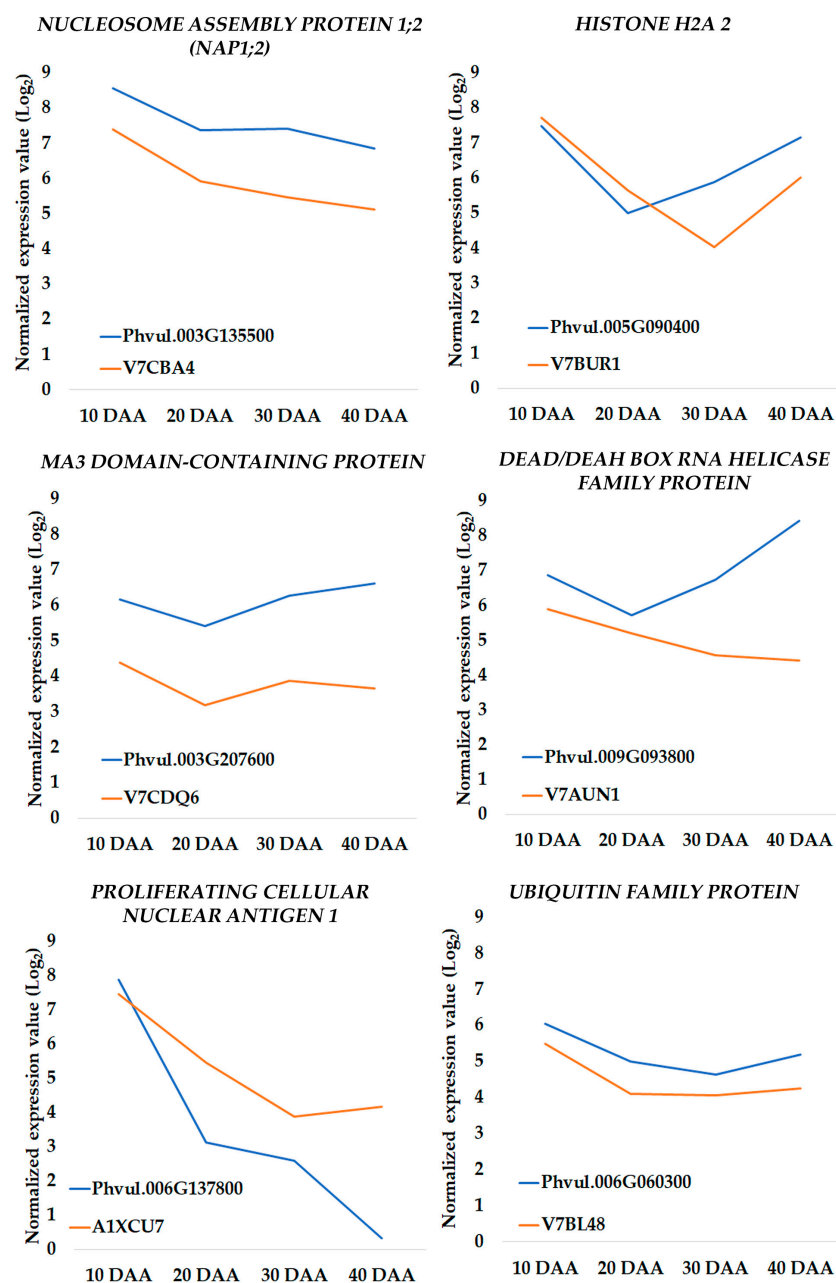 NUCLEOSOME ASSEMBLY PROTEIN 1;2
(NAP1;2)
Normalized expression value (Log2)
9
8
7
6
5
4
3
2
1
0
Phvul.003G135500
V7CBA4
10 DAA 20 DAA 30 DAA 40 DAA
HISTONE H2A 2
Normalized expression value (Log2)
9
8
7
6
5
4
3
2
1
0
Phvul.005G090400
V7BUR1
10 DAA 20 DAA 30 DAA 40 DAA
MA3 DOMAIN-CONTAINING PROTEIN
Normalized expression value (Log2)
9
8
7
6
5
4
3
2
1
0
Phvul.003G207600
V7CDQ6
10 DAA 20 DAA 30 DAA 40 DAA
DEAD/DEAH BOX RNA HELICASE
FAMILY PROTEIN
Normalized expression value (Log2)
9
8
7
6
5
4
3
2
1
0
Phvul.009G093800
V7AUN1
10 DAA 20 DAA 30 DAA 40 DAA
PROLIFERATING CELLULAR
NUCLEAR ANTIGEN 1
Normalized expression value (Log2)
9
8
7
6
5
4
3
2
1
0
Phvul.006G137800
A1XCU7
10 DAA 20 DAA 30 DAA 40 DAA
UBIQUITIN FAMILY PROTEIN
Normalized expression value (Log2)
9
8
7
6
5
4
3
2
1
0
Phvul.006G060300
V7BL48
10 DAA 20 DAA 30 DAA 40 DAA